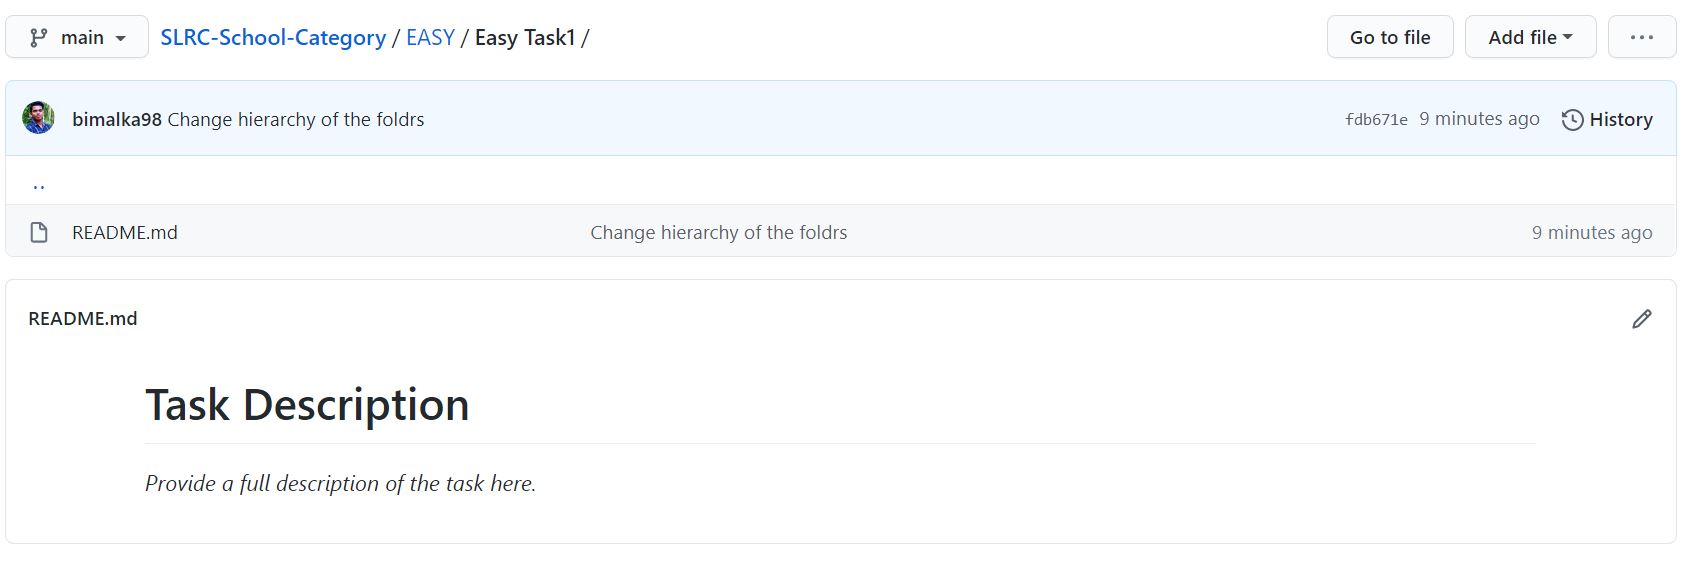 main SLRC-School-Category / EASY / Easy Task1 / Go to file Add file ...
bimalka98 Change hierarchy of the foldrs fdb671e 9 minutes ago History
..
README.md Change hierarchy of the foldrs 9 minutes ago
README.md
Task Description
Provide a full description of the task here.